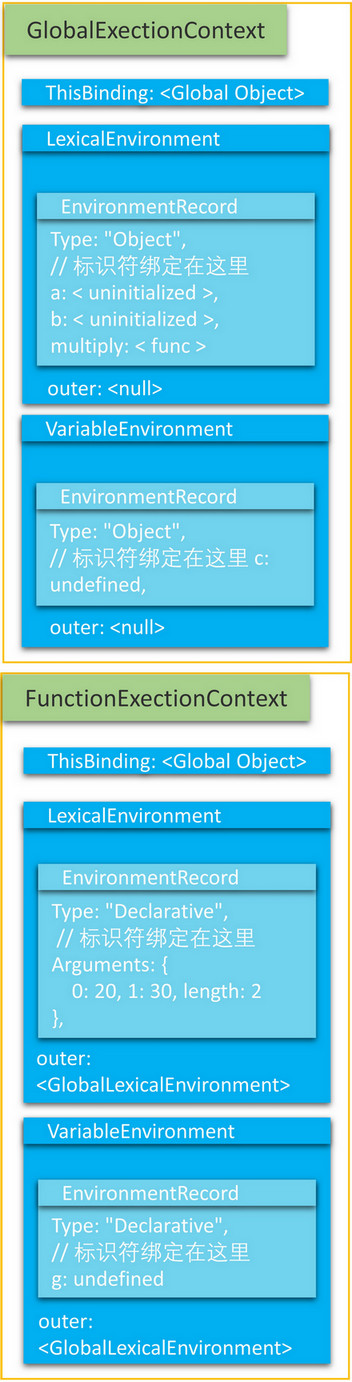 GlobalExectionContext
ThisBinding: <Global Object>
LexicalEnvironment
EnvironmentRecord
Type: "Object",
// 标识符绑定在这里
a: < uninitialized >,
b: < uninitialized >,
multiply: < func >
outer: <null>
VariableEnvironment
EnvironmentRecord
Type: "Object",
// 标识符绑定在这里 c:
undefined,
outer: <null>
FunctionExectionContext
ThisBinding: <Global Object>
LexicalEnvironment
EnvironmentRecord
Type: "Declarative",
// 标识符绑定在这里
Arguments: {
0: 20, 1: 30, length: 2
},
outer:
<GlobalLexicalEnvironment>
VariableEnvironment
EnvironmentRecord
Type: "Declarative",
// 标识符绑定在这里
g: undefined
outer:
<GlobalLexicalEnvironment>